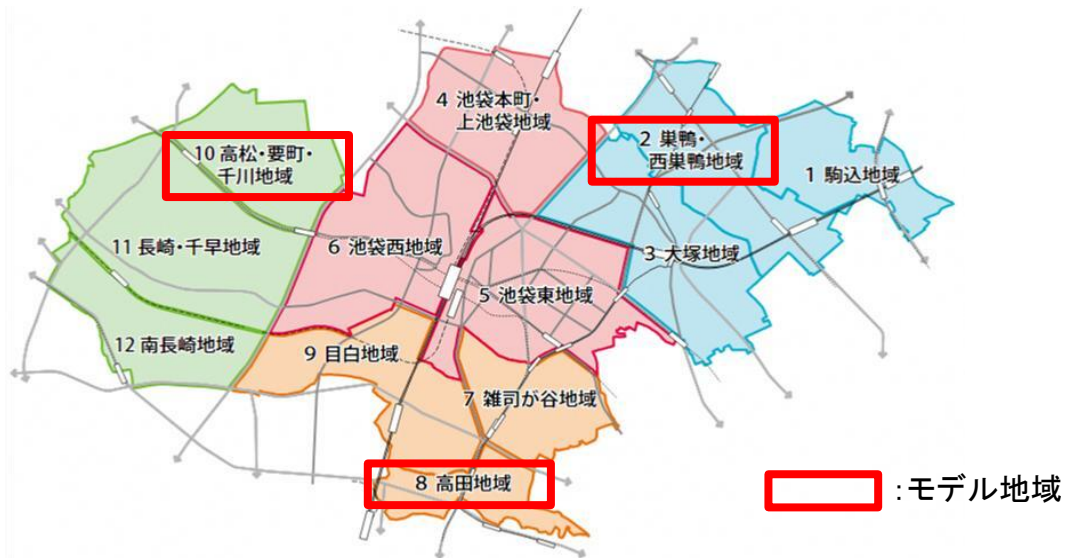 4 池袋本町・
上池袋地域
10 高松・要町・
千川地域
2 巣鴨・
西巣鴨地域
1 駒込地域
11 長崎・千早地域
6 池袋西地域
3 大塚地域
5 池袋東地域
12 南長崎地域
9 目白地域
7 雑司が谷地域
8 高田地域
:モデル地域